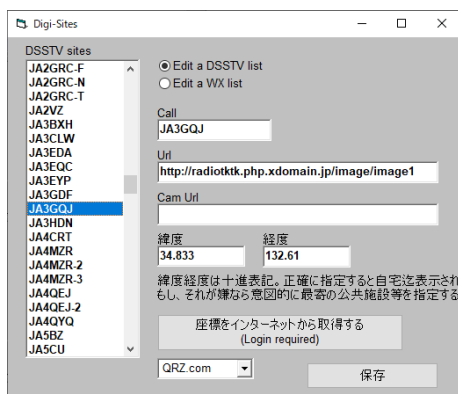 Digi-Sites
DSSTV sites
JA2GRC-F
JA2GRC-N
JA2GRC-T
JA2VZ
JA3BXH
JA3CLW
JA3EDA
JA3EQC
JA3EYP
JA3GDF
JA3GQJ
JA3HDN
JA4CRT
JA4MZR
JA4MZR-2
JA4MZR-3
JA4QEJ
JA4QEJ-2
JA4QYQ
JA5BZ
JA5CU
Edit a DSSTV list
Edit a WX list
Call
JA3GQJ
Url
http://radiotktk.php.xdomain.jp/image/image1
Cam Url
緯度 経度
34.833 132.61
緯度経度は十進表記。正確に指定すると自宅迄表示され
もし、それが嫌なら意図的に最寄の公共施設等を指定する
座標をインターネットから取得する
(Login required)
QRZ.com
保存